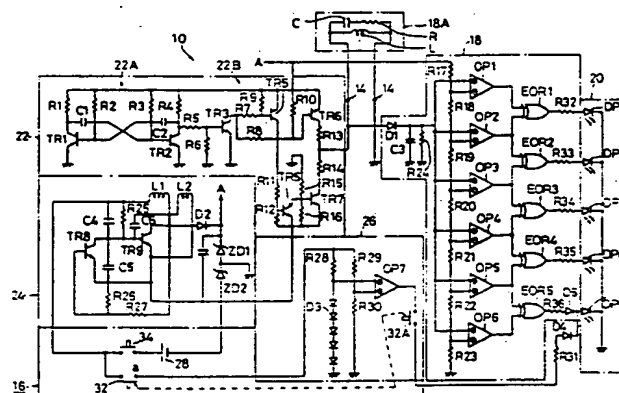 C
R
18A
10
18
22A
22B
A
14
14
20
R1
C1
R2
R3
R4
R5
TR3
R7
R8
R9
TR5
R10
TR6
R13
R17
OP1
EOR1
R32
R18
OP2
EOR2
R33
22
TR1
C2
TR2
R6
C3
R24
R19
OP3
EOR3
R34
R14
R15
TR7
R16
R11
R12
R20
OP4
EOR4
R35
26
L1
L2
A
R25
C4
D2
TR8
TR9
ZD1
C5
ZD2
R26
R27
R28
R29
OP7
R21
OP5
EOR5
R36
D5
24
D3
R30
32A
R22
OP6
D4
R23
R31
34
28
a
16
32